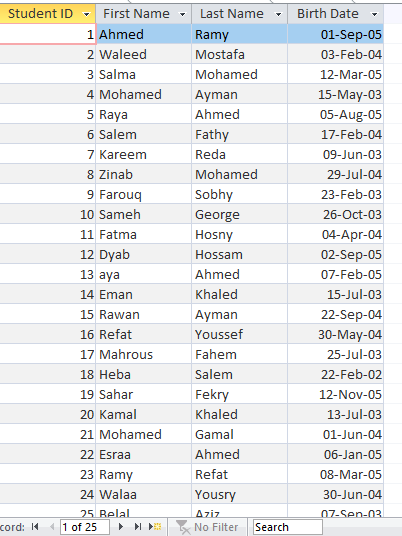 Student ID First Name Last Name Birth Date
1 Ahmed Ramy 01-Sep-05
2 Waleed Mostafa 03-Feb-04
3 Salma Mohamed 12-Mar-05
4 Mohamed Ayman 15-May-03
5 Raya Ahmed 05-Aug-05
6 Salem Fathy 17-Feb-04
7 Kareem Reda 09-Jun-03
8 Zinab Mohamed 29-Jul-04
9 Farouq Sobhy 23-Feb-03
10 Sameh George 26-Oct-03
11 Fatma Hosny 04-Apr-04
12 Dyab Hossam 02-Sep-05
13 aya Ahmed 07-Feb-05
14 Eman Khaled 15-Jul-03
15 Rawan Ayman 22-Sep-04
16 Refat Youssef 30-May-04
17 Mahrous Fahem 25-Jul-03
18 Heba Salem 22-Feb-02
19 Sahar Fekry 12-Nov-05
20 Kamal Khaled 13-Jul-03
21 Mohamed Gamal 01-Jun-04
22 Esraa Ahmed 06-Jan-05
23 Ramy Refat 08-Mar-05
24 Walaa Yousry 30-Jun-04
25 Belal Aziz 07-Sep-03
cord: 1 of 25 No Filter Search